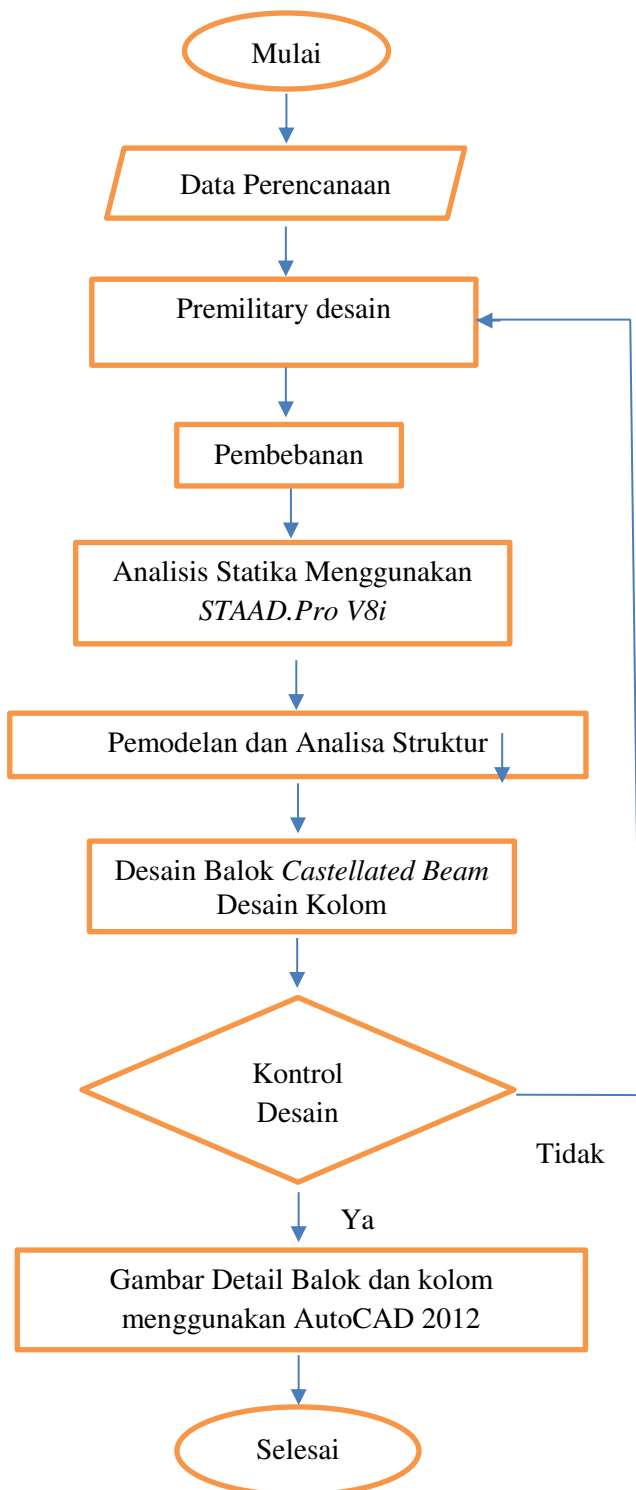 Mulai
Data Perencanaan
Premilitary desain
Pembebanan
Analisis Statika Menggunakan
STAAD.Pro V8i
Pemodelan dan Analisa Struktur
Desain Balok Castellated Beam
Desain Kolom
Kontrol
Desain
Tidak
Ya
Gambar Detail Balok dan kolom
menggunakan AutoCAD 2012
Selesai